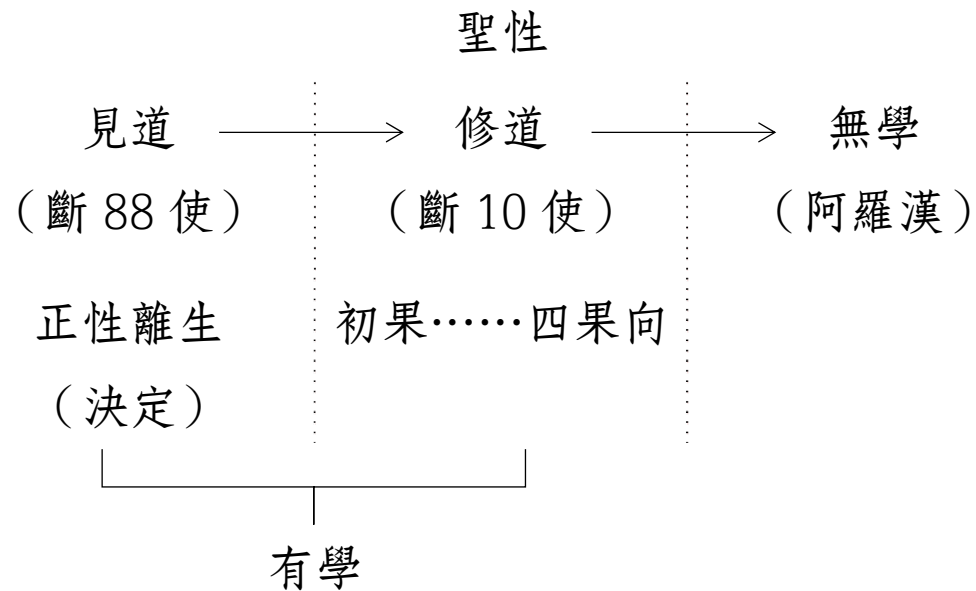 聖性
見道 修道 無學
（斷 88 使） （斷 10 使） （阿羅漢）
正性離生 初果……四果向
（決定）
有學